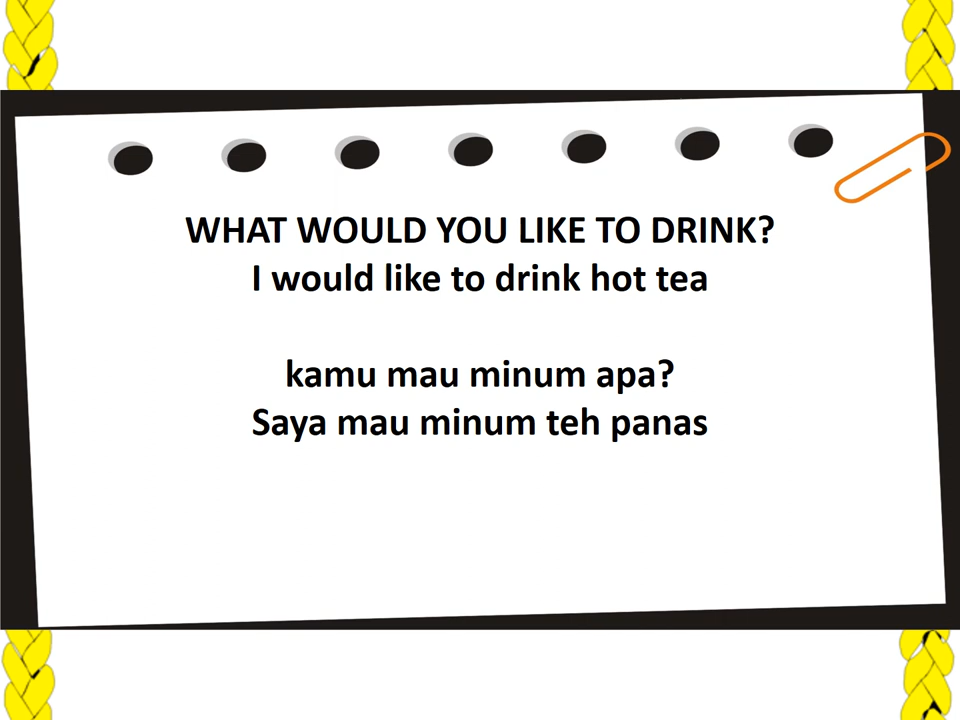 WHAT WOULD YOU LIKE TO DRINK?
I would like to drink hot tea
kamu mau minum apa?
Saya mau minum teh panas